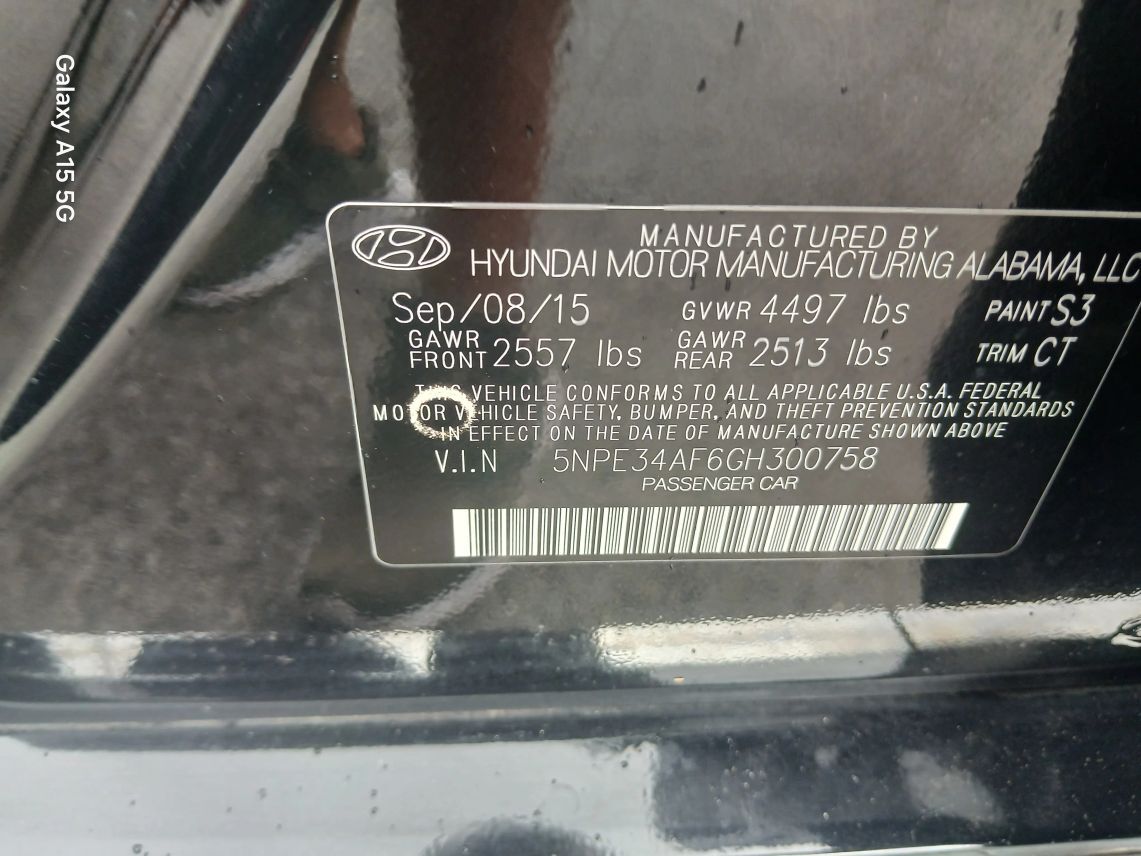 Galaxy A15 5G
MANUFACTURED BY
HYUNDAI MOTOR MANUFACTURING ALABAMA, LLC
Sep/08/15 GVWR 4497 lbs PAINT S3
GAWR FRONT 2557 lbs GAWR REAR 2513 lbs TRIM CT
THIS VEHICLE CONFORMS TO ALL APPLICABLE U.S.A. FEDERAL
MOTOR VEHICLE SAFETY, BUMPER, AND THEFT PREVENTION STANDARDS
IN EFFECT ON THE DATE OF MANUFACTURE SHOWN ABOVE
V.I.N 5NPE34AF6GH300758
PASSENGER CAR